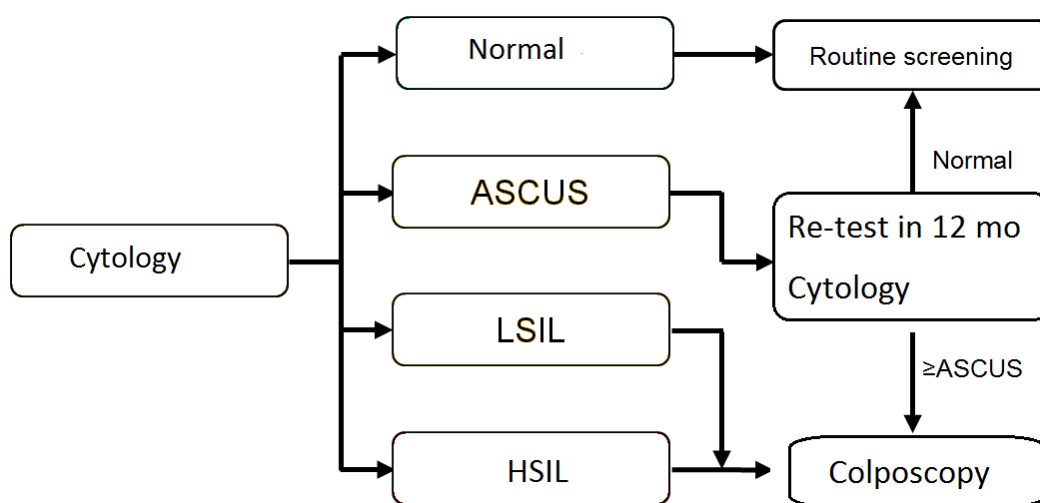 Normal
Routine screening
Normal
ASCUS
Re-test in 12 mo
Cytology
Cytology
LSIL
≥ASCUS
HSIL
Colposcopy